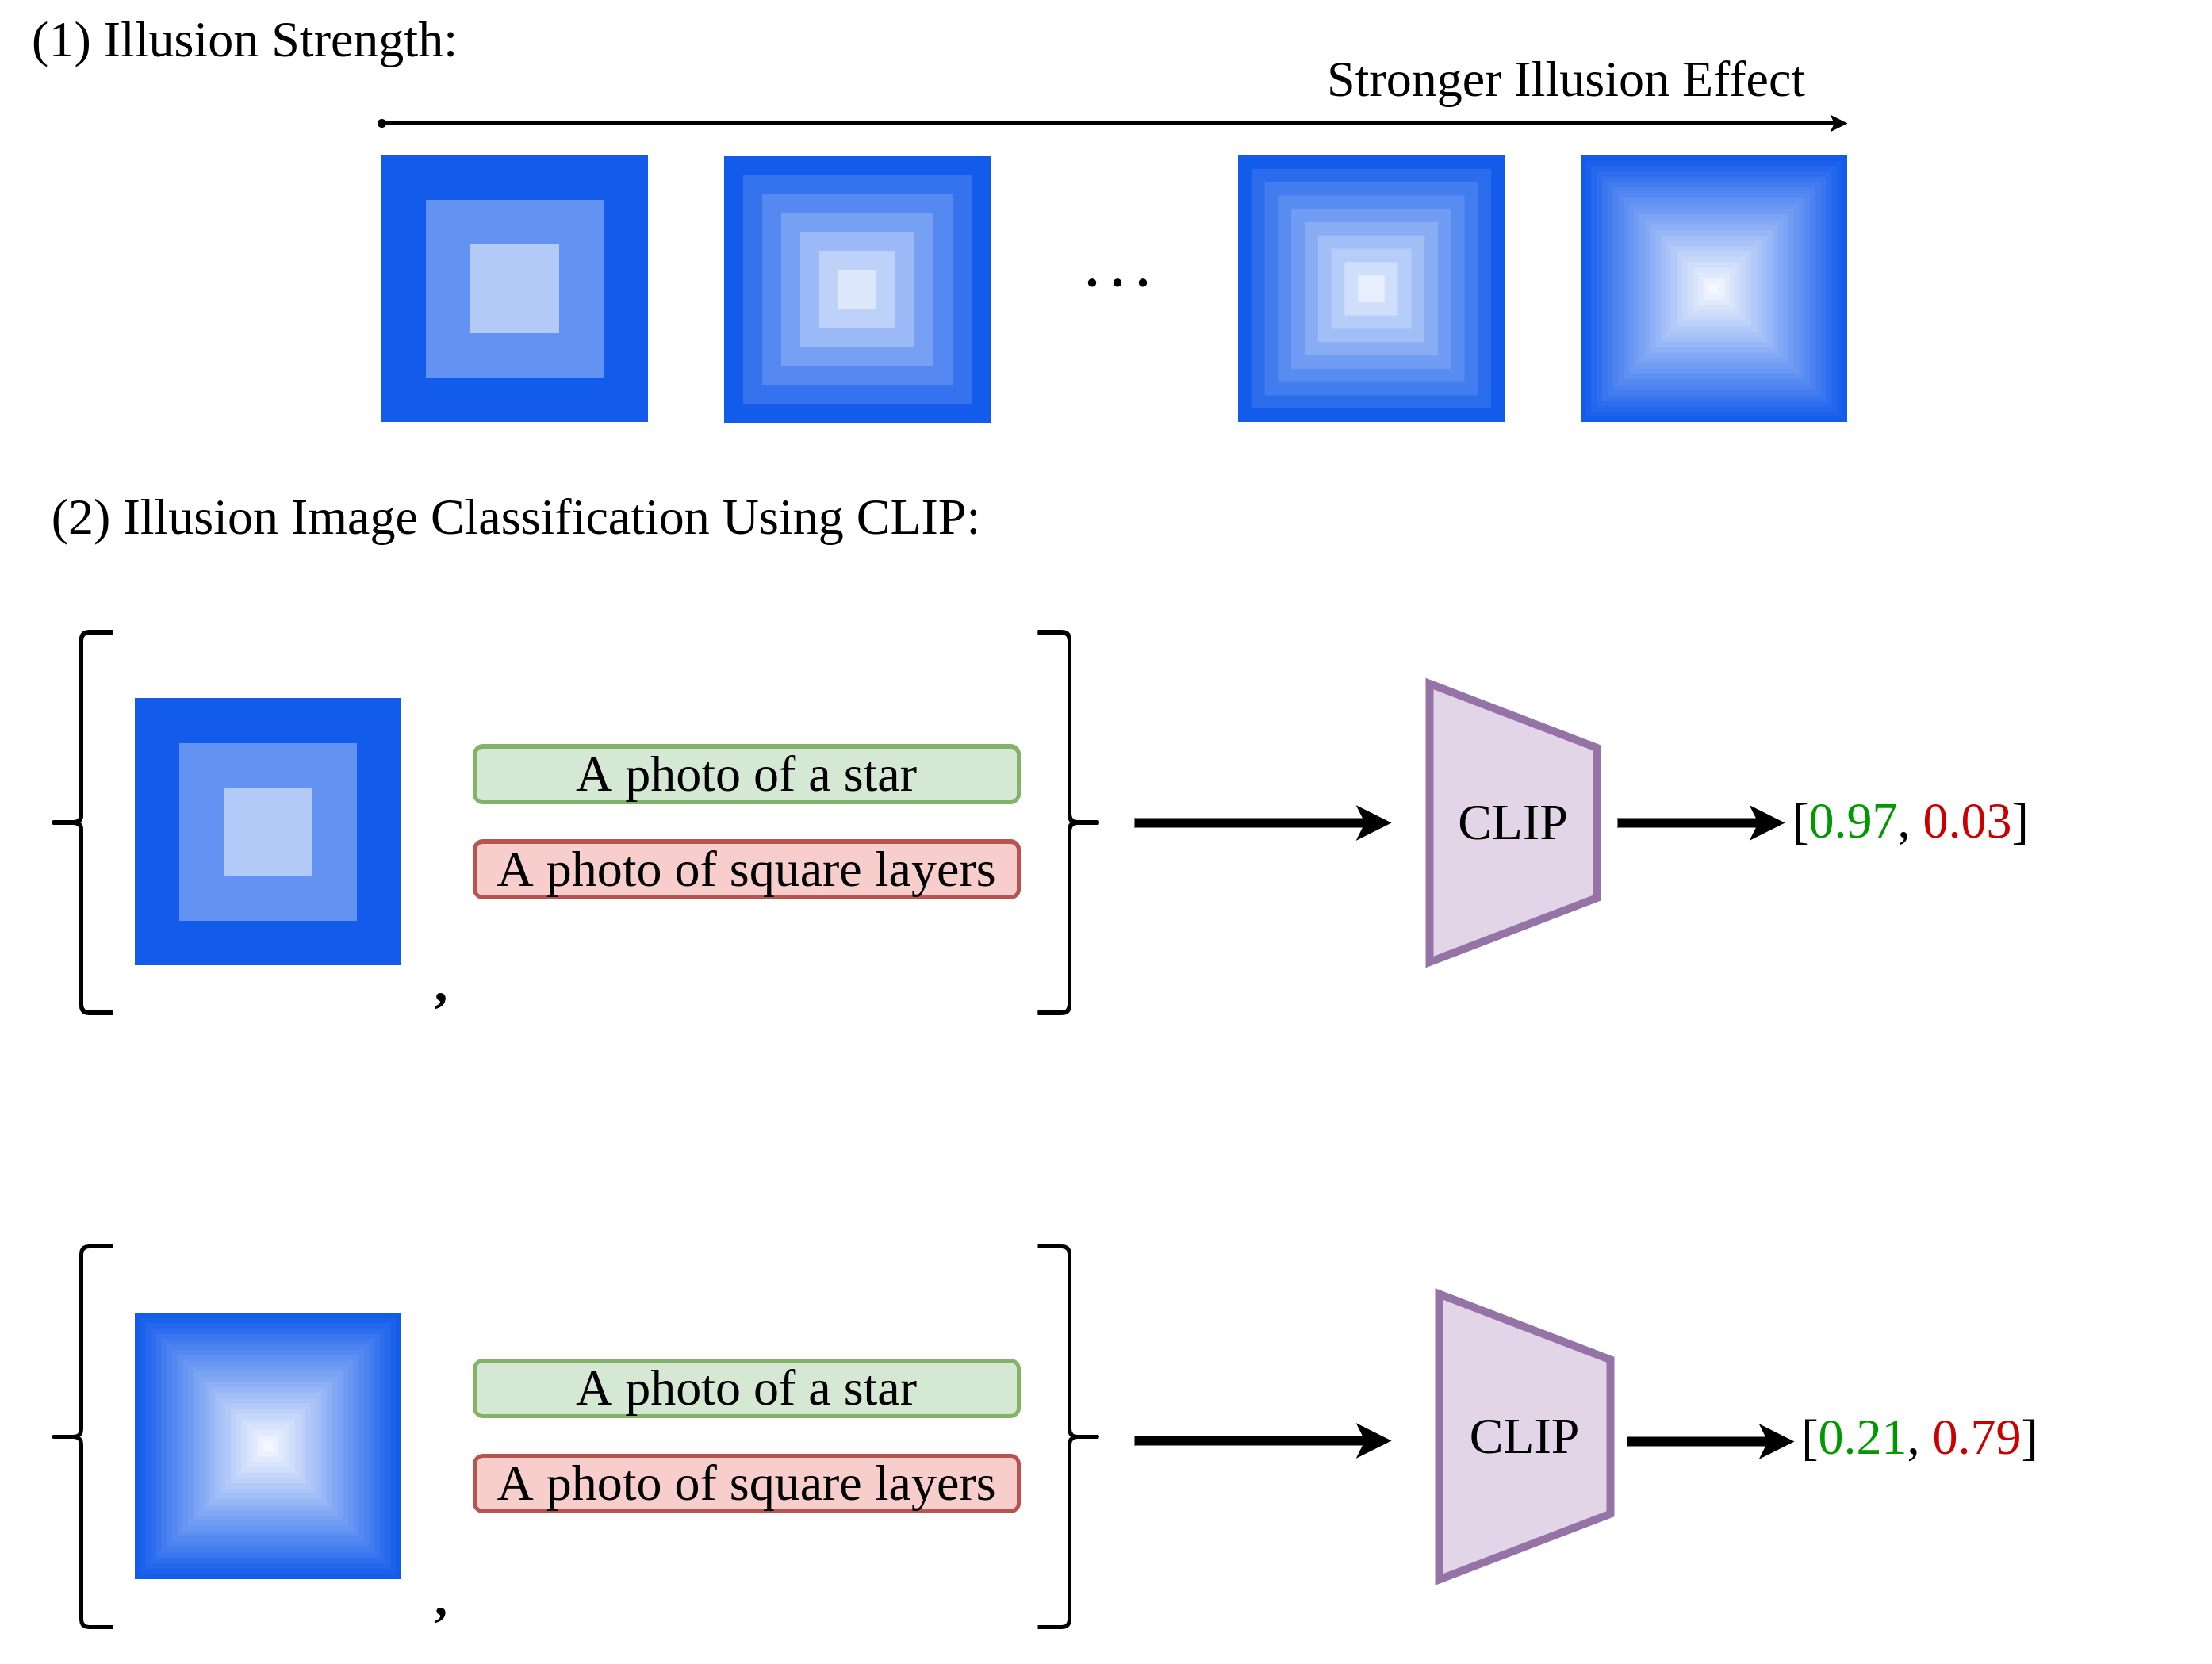 (1) Illusion Strength:
Stronger Illusion Effect
...
(2) Illusion Image Classification Using CLIP:
A photo of a star
A photo of square layers
,
CLIP
[0.97, 0.03]
A photo of a star
A photo of square layers
,
CLIP
[0.21, 0.79]